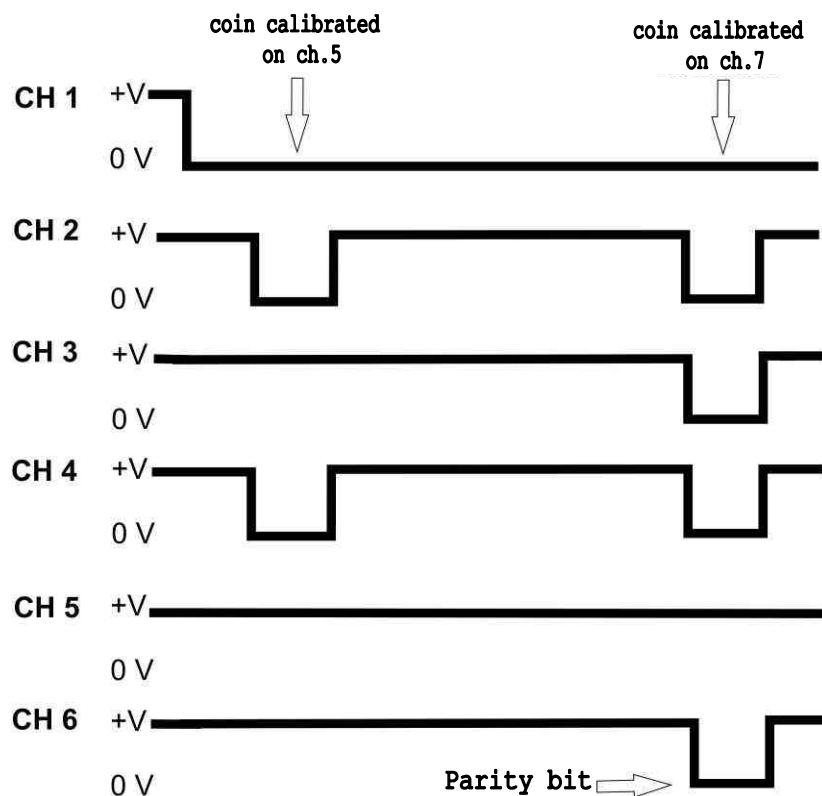 coin calibrated
on ch.5
coin calibrated
on ch.7
CH 1
+V
0 V
CH 2
+V
0 V
CH 3
+V
0 V
CH 4
+V
0 V
CH 5
+V
0 V
CH 6
+V
0 V
Parity bit